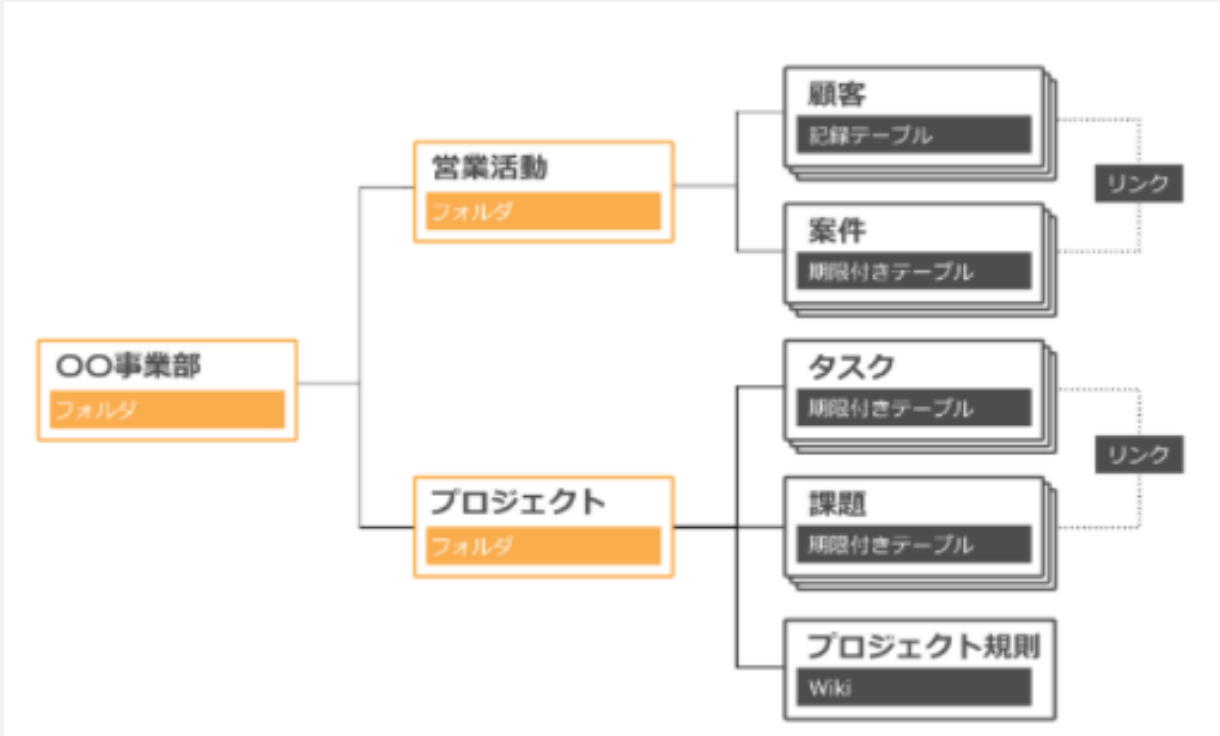 顧客
記録テーブル
営業活動
フォルダ
リンク
案件
期限付きテーブル
〇〇事業部
フォルダ
タスク
期限付きテーブル
リンク
プロジェクト
フォルダ
課題
期限付きテーブル
プロジェクト規則
Wiki